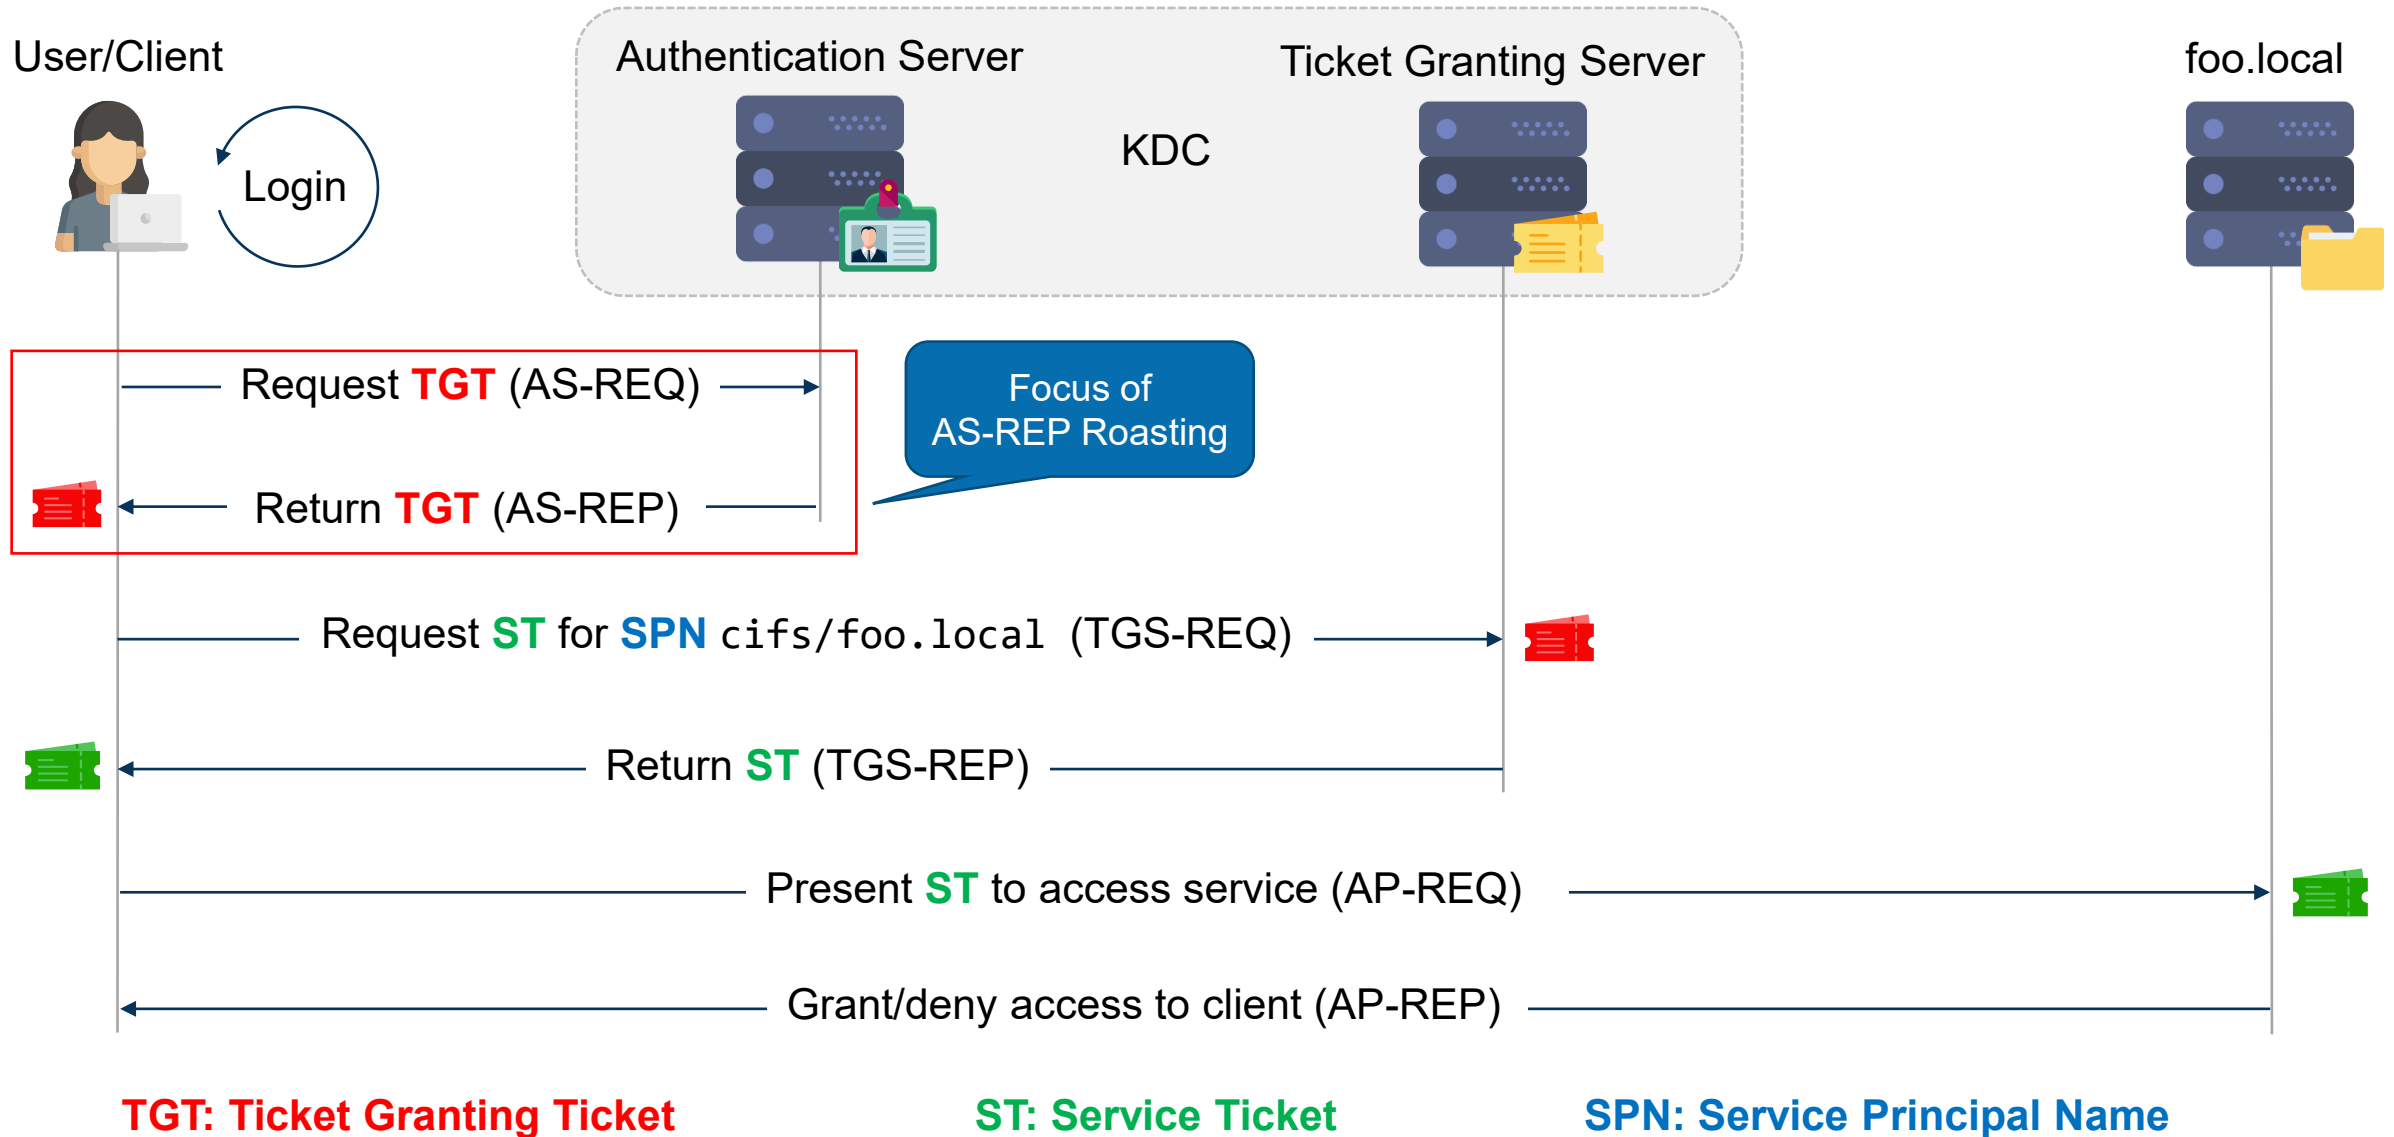 User/Client
Authentication Server
Ticket Granting Server
foo.local
KDC
Login
Request TGT (AS-REQ)
Focus of
AS-REP Roasting
Return TGT (AS-REP)
Request ST for SPN cifs/foo.local (TGS-REQ)
Return ST (TGS-REP)
Present ST to access service (AP-REQ)
Grant/deny access to client (AP-REP)
TGT: Ticket Granting Ticket
ST: Service Ticket
SPN: Service Principal Name